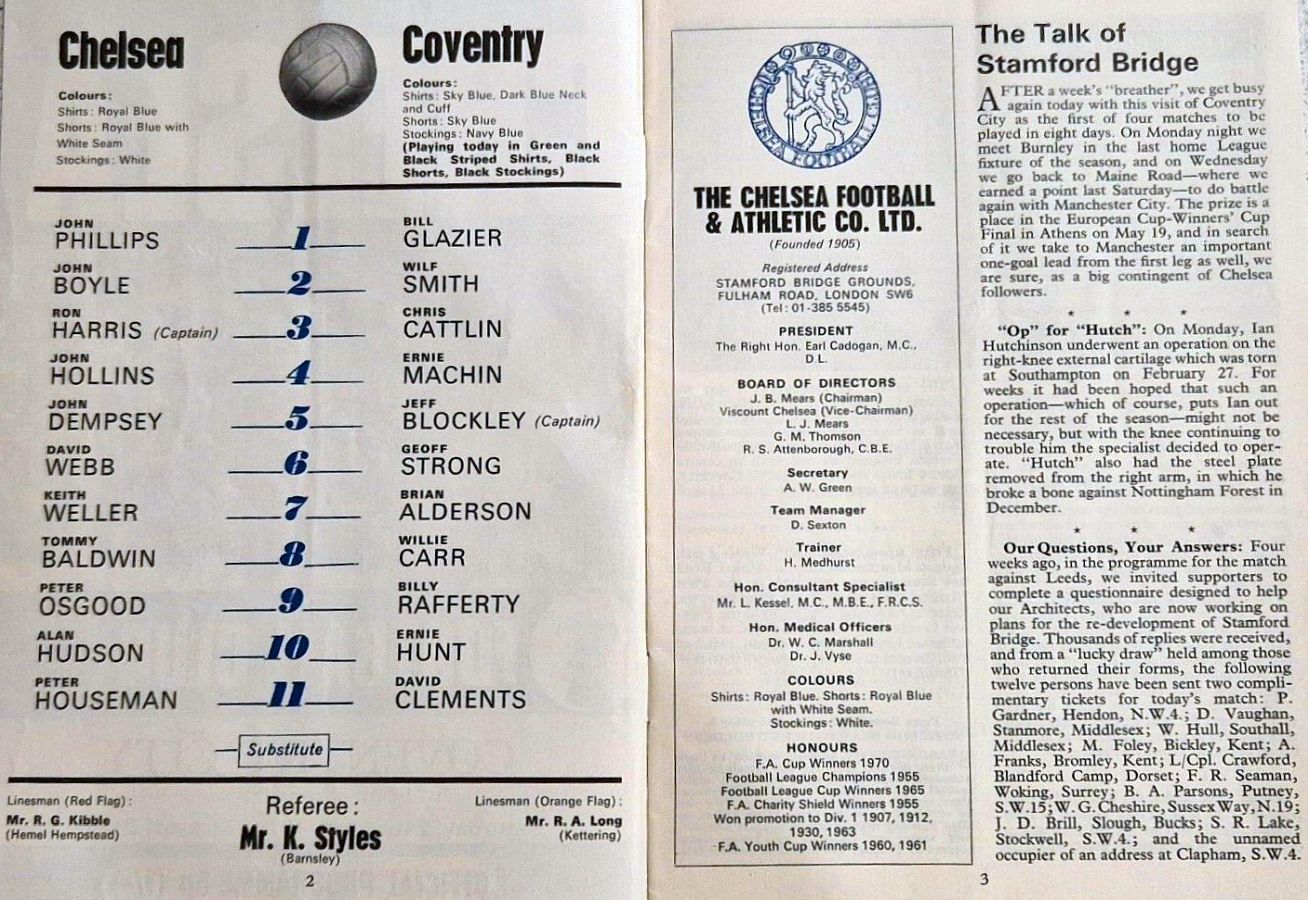 Chelsea
Colours:
Shirts: Royal Blue
Shorts: Royal Blue with
White Seam
Stockings: White
Coventry
Colours:
Shirts: Sky Blue, Dark Blue Neck
and Cuff
Shorts: Sky Blue
Stockings: Navy Blue
(Playing today in Green and
Black Striped Shirts, Black
Shorts, Black Stockings)
JOHN
PHILLIPS
1
BILL
GLAZIER
JOHN
BOYLE
2
WILF
SMITH
RON
HARRIS (Captain)
3
CHRIS
CATTLIN
JOHN
HOLLINS
4
ERNIE
MACHIN
JOHN
DEMPSEY
5
JEFF
BLOCKLEY (Captain)
DAVID
WEBB
6
GEOFF
STRONG
KEITH
WELLER
7
BRIAN
ALDERSON
TOMMY
BALDWIN
8
WILLIE
CARR
PETER
OSGOOD
9
BILLY
RAFFERTY
ALAN
HUDSON
10
ERNIE
HUNT
PETER
HOUSEMAN
11
DAVID
CLEMENTS
Substitute
Linesman (Red Flag):
Mr. R. G. Kibble
(Hemel Hempstead)
Referee:
Mr. K. Styles
(Barnsley)
Linesman (Orange Flag):
Mr. R. A. Long
(Kettering)
2
CHELSEA FOOTBALL CLUB
THE CHELSEA FOOTBALL
& ATHLETIC CO. LTD.
(Founded 1905)
Registered Address
STAMFORD BRIDGE GROUNDS,
FULHAM ROAD, LONDON SW6
(Tel: 01-385 5545)
PRESIDENT
The Right Hon. Earl Cadogan, M.C.,
D.L.
BOARD OF DIRECTORS
J. B. Mears (Chairman)
Viscount Chelsea (Vice-Chairman)
L. J. Mears
G. M. Thomson
R. S. Attenborough, C.B.E.
Secretary
A. W. Green
Team Manager
D. Sexton
Trainer
H. Medhurst
Hon. Consultant Specialist
Mr. L. Kessel, M.C., M.B.E., F.R.C.S.
Hon. Medical Officers
Dr. W. C. Marshall
Dr. J. Vyse
COLOURS
Shirts: Royal Blue. Shorts: Royal Blue
with White Seam.
Stockings: White.
HONOURS
F.A. Cup Winners 1970
Football League Champions 1955
Football League Cup Winners 1965
F.A. Charity Shield Winners 1955
Won promotion to Div. 1 1907, 1912,
1930, 1963
F.A. Youth Cup Winners 1960, 1961
The Talk of
Stamford Bridge
AFTER a week's "breather", we get busy
again today with this visit of Coventry
City as the first of four matches to be
played in eight days. On Monday night we
meet Burnley in the last home League
fixture of the season, and on Wednesday
we go back to Maine Road—where we
earned a point last Saturday—to do battle
again with Manchester City. The prize is a
place in the European Cup-Winners' Cup
Final in Athens on May 19, and in search
of it we take to Manchester an important
one-goal lead from the first leg as well, we
are sure, as a big contingent of Chelsea
followers.
"Op" for "Hutch": On Monday, Ian
Hutchinson underwent an operation on the
right-knee external cartilage which was torn
at Southampton on February 27. For
weeks it had been hoped that such an
operation—which of course, puts Ian out
for the rest of the season—might not be
necessary, but with the knee continuing to
trouble him the specialist decided to oper-
ate. "Hutch" also had the steel plate
removed from the right arm, in which he
broke a bone against Nottingham Forest in
December.
Our Questions, Your Answers: Four
weeks ago, in the programme for the match
against Leeds, we invited supporters to
complete a questionnaire designed to help
our Architects, who are now working on
plans for the re-development of Stamford
Bridge. Thousands of replies were received,
and from a "lucky draw" held among those
who returned their forms, the following
twelve persons have been sent two compli-
mentary tickets for today's match: P.
Gardner, Hendon, N.W.4.; D. Vaughan,
Stanmore, Middlesex; W. Hull, Southall,
Middlesex; M. Foley, Bickley, Kent; A.
Franks, Bromley, Kent; L/Cpl. Crawford,
Blandford Camp, Dorset; F. R. Seaman,
Woking, Surrey; B. A. Parsons, Putney,
S.W.15; W. G. Cheshire, Sussex Way, N.19;
J. D. Brill, Slough, Bucks; S. R. Lake,
Stockwell, S.W.4.; and the unnamed
occupier of an address at Clapham, S.W.4.
3